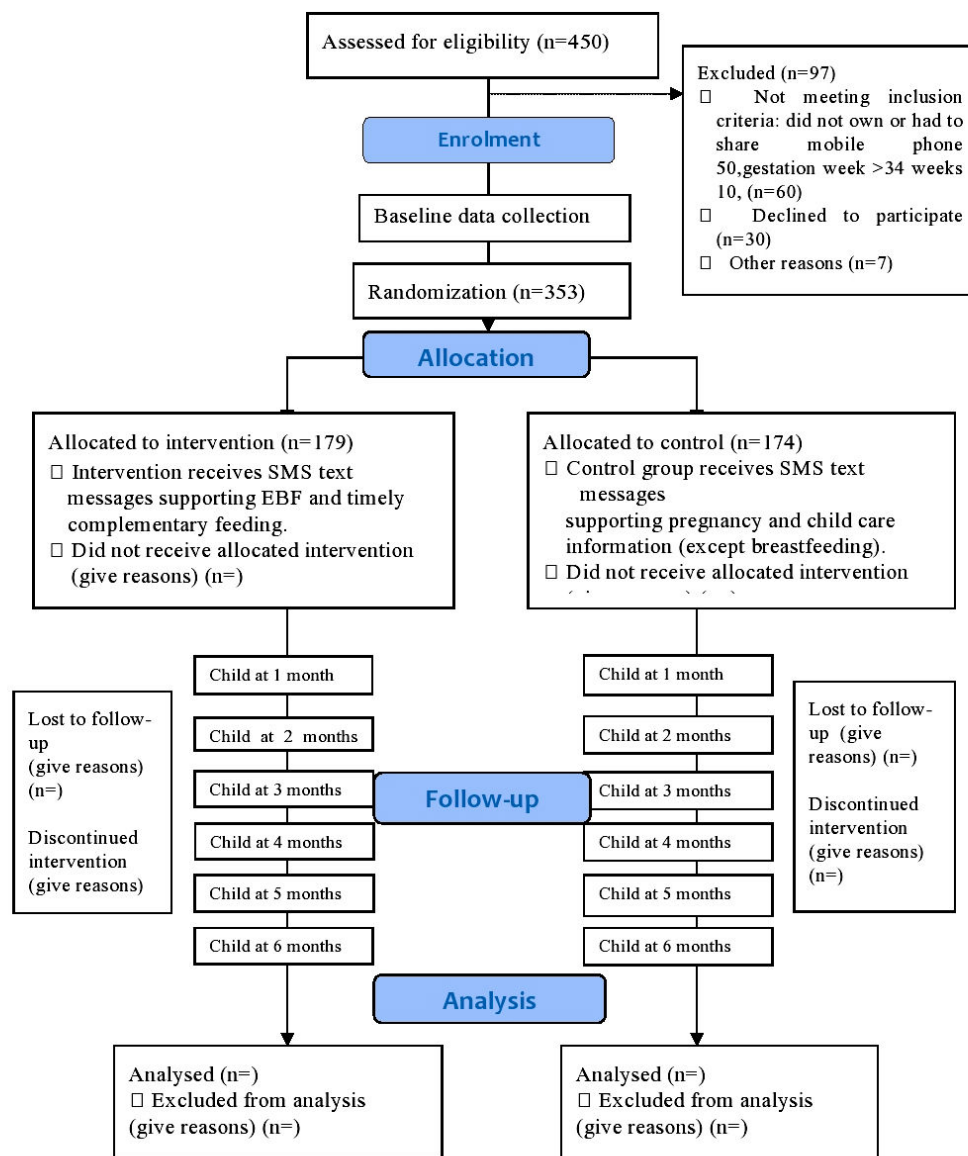 Assessed for eligibility (n=450)
Excluded (n=97)
☐ Not meeting inclusion
criteria: did not own or had to
share mobile phone
50,gestation week >34 weeks
10, (n=60)
☐ Declined to participate
(n=30)
☐ Other reasons (n=7)
Enrolment
Baseline data collection
Randomization (n=353)
Allocation
Allocated to intervention (n=179)
☐ Intervention receives SMS text
messages supporting EBF and timely
complementary feeding.
☐ Did not receive allocated intervention
(give reasons) (n=)
Allocated to control (n=174)
☐ Control group receives SMS text
messages
supporting pregnancy and child care
information (except breastfeeding).
☐ Did not receive allocated intervention
Child at 1 month
Child at 2 months
Child at 3 months
Child at 4 months
Child at 5 months
Child at 6 months
Lost to follow-
up
(give reasons)
(n=)
Discontinued
intervention
(give reasons)
Follow-up
Child at 1 month
Child at 2 months
Child at 3 months
Child at 4 months
Child at 5 months
Child at 6 months
Lost to follow-
up (give
reasons) (n=)
Discontinued
intervention
(give reasons)
(n=)
Analysis
Analysed (n=)
☐ Excluded from analysis
(give reasons) (n=)
Analysed (n=)
☐ Excluded from analysis
(give reasons) (n=)